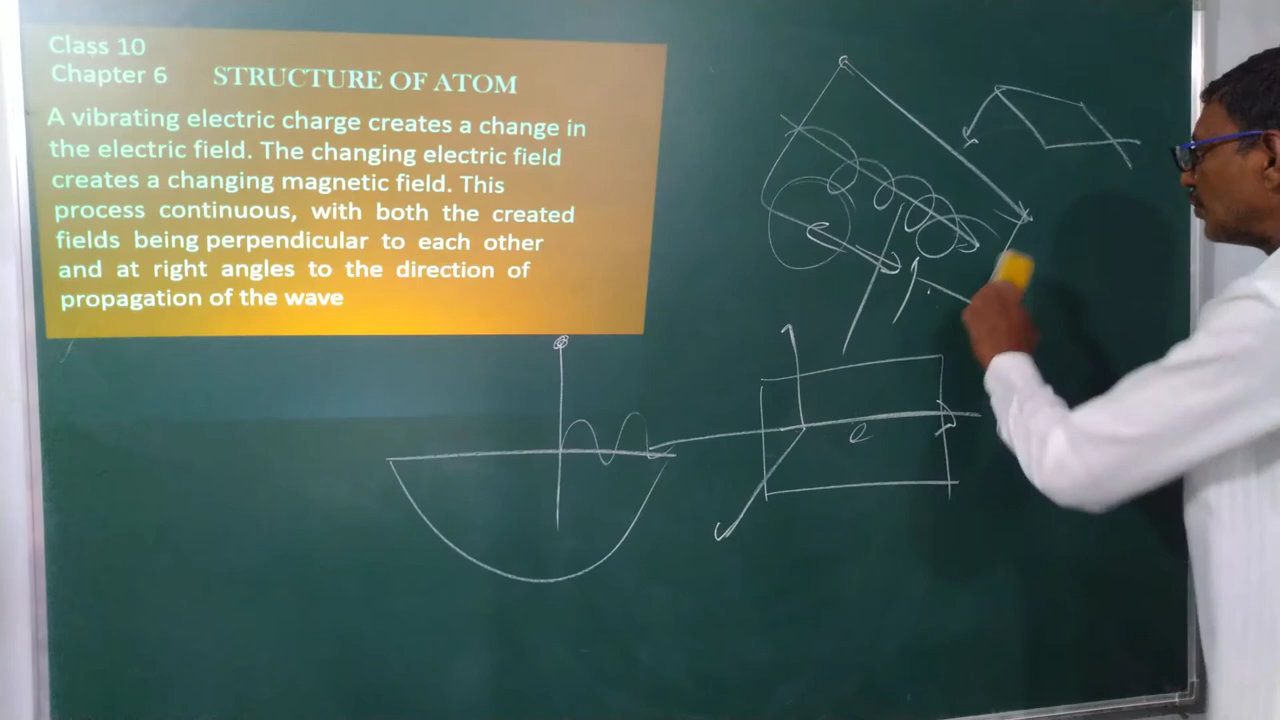 Class 10
Chapter 6 STRUCTURE OF ATOM
A vibrating electric charge creates a change in
the electric field. The changing electric field
creates a changing magnetic field. This
process continuous, with both the created
fields being perpendicular to each other
and at right angles to the direction of
propagation of the wave
e